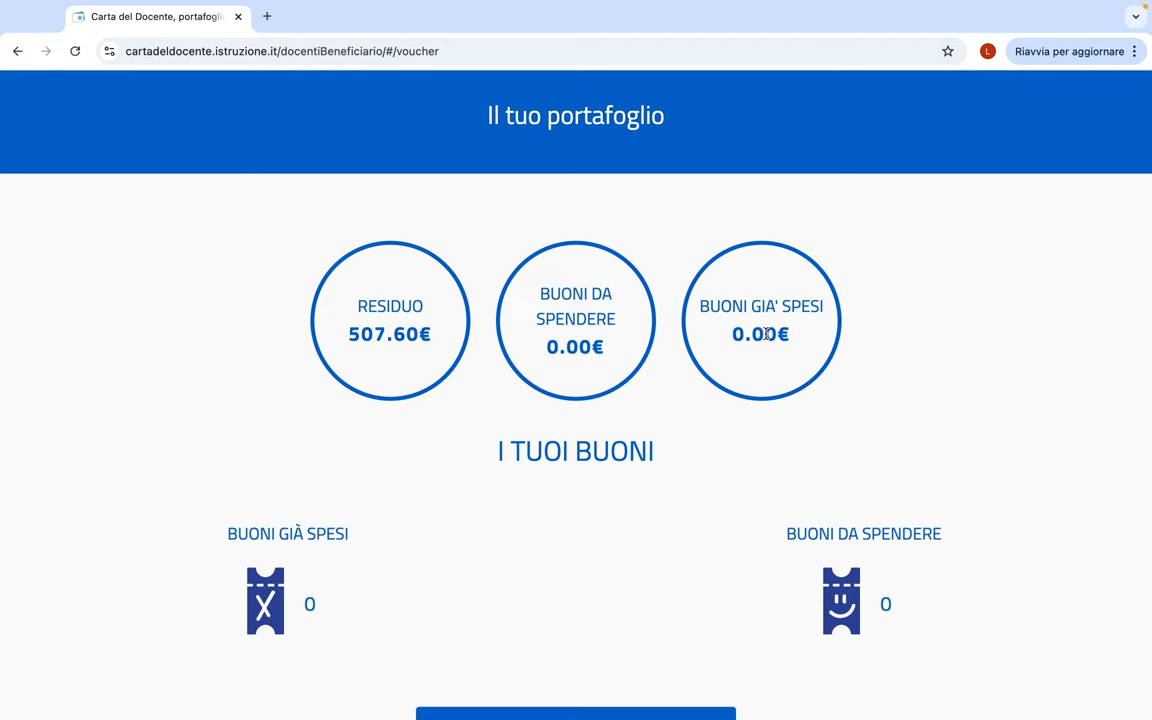 Carta del Docente, portafogli
cartadeldocente.istruzione.it/docentiBeneficiario/#/voucher
L
Riavvia per aggiornare
Il tuo portafoglio
RESIDUO
507.60€
BUONI DA
SPENDERE
0.00€
BUONI GIA' SPESI
0.00€
I TUOI BUONI
BUONI GIÀ SPESI
BUONI DA SPENDERE
0
0